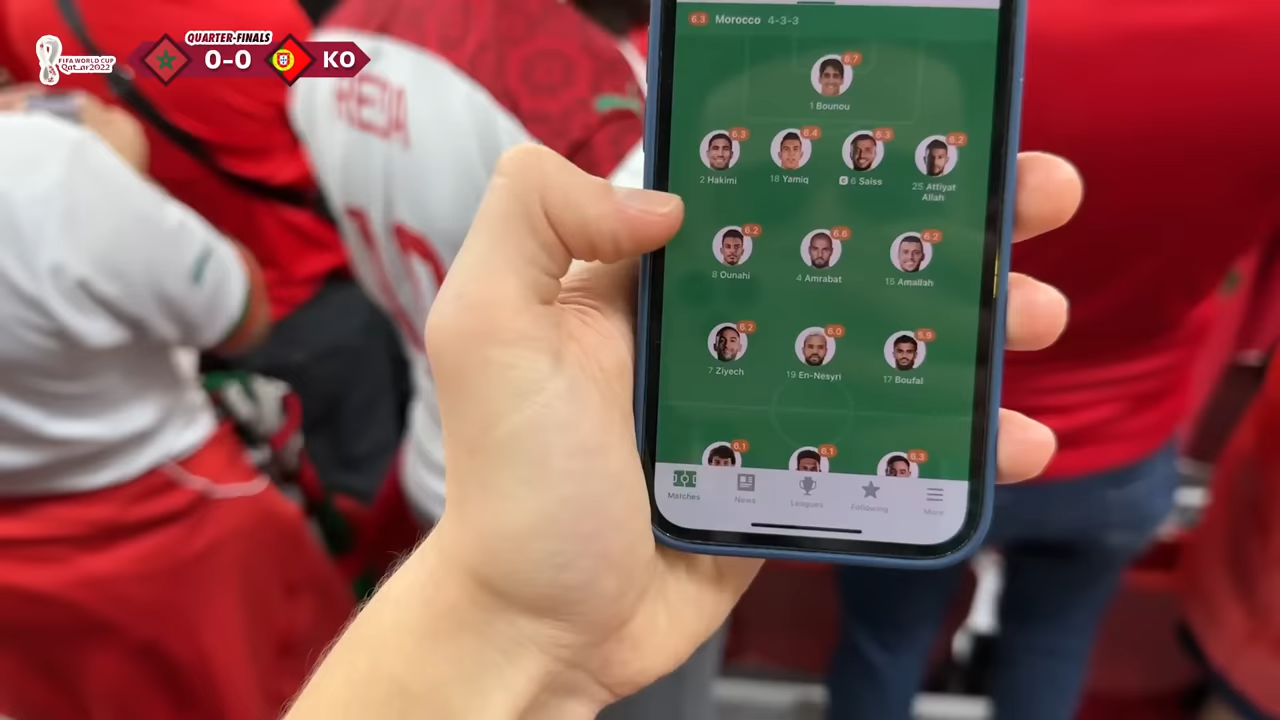 QUARTER-FINALS
FIFA WORLD CUP
Qatar2022
0-0
KO
REDA
6.3 Morocco 4-3-3
6.7
1 Bounou
6.3 6.4 6.3 6.2
2 Hakimi 18 Yamiq C 6 Saiss 25 Attiyat
Allah
6.2 6.6 6.2
8 Ounahi 4 Amrabat 15 Amallah
6.2 6.0 5.9
7 Ziyech 19 En-Nesyri 17 Boufal
6.1 6.1 6.3
Matches News Leagues Following More